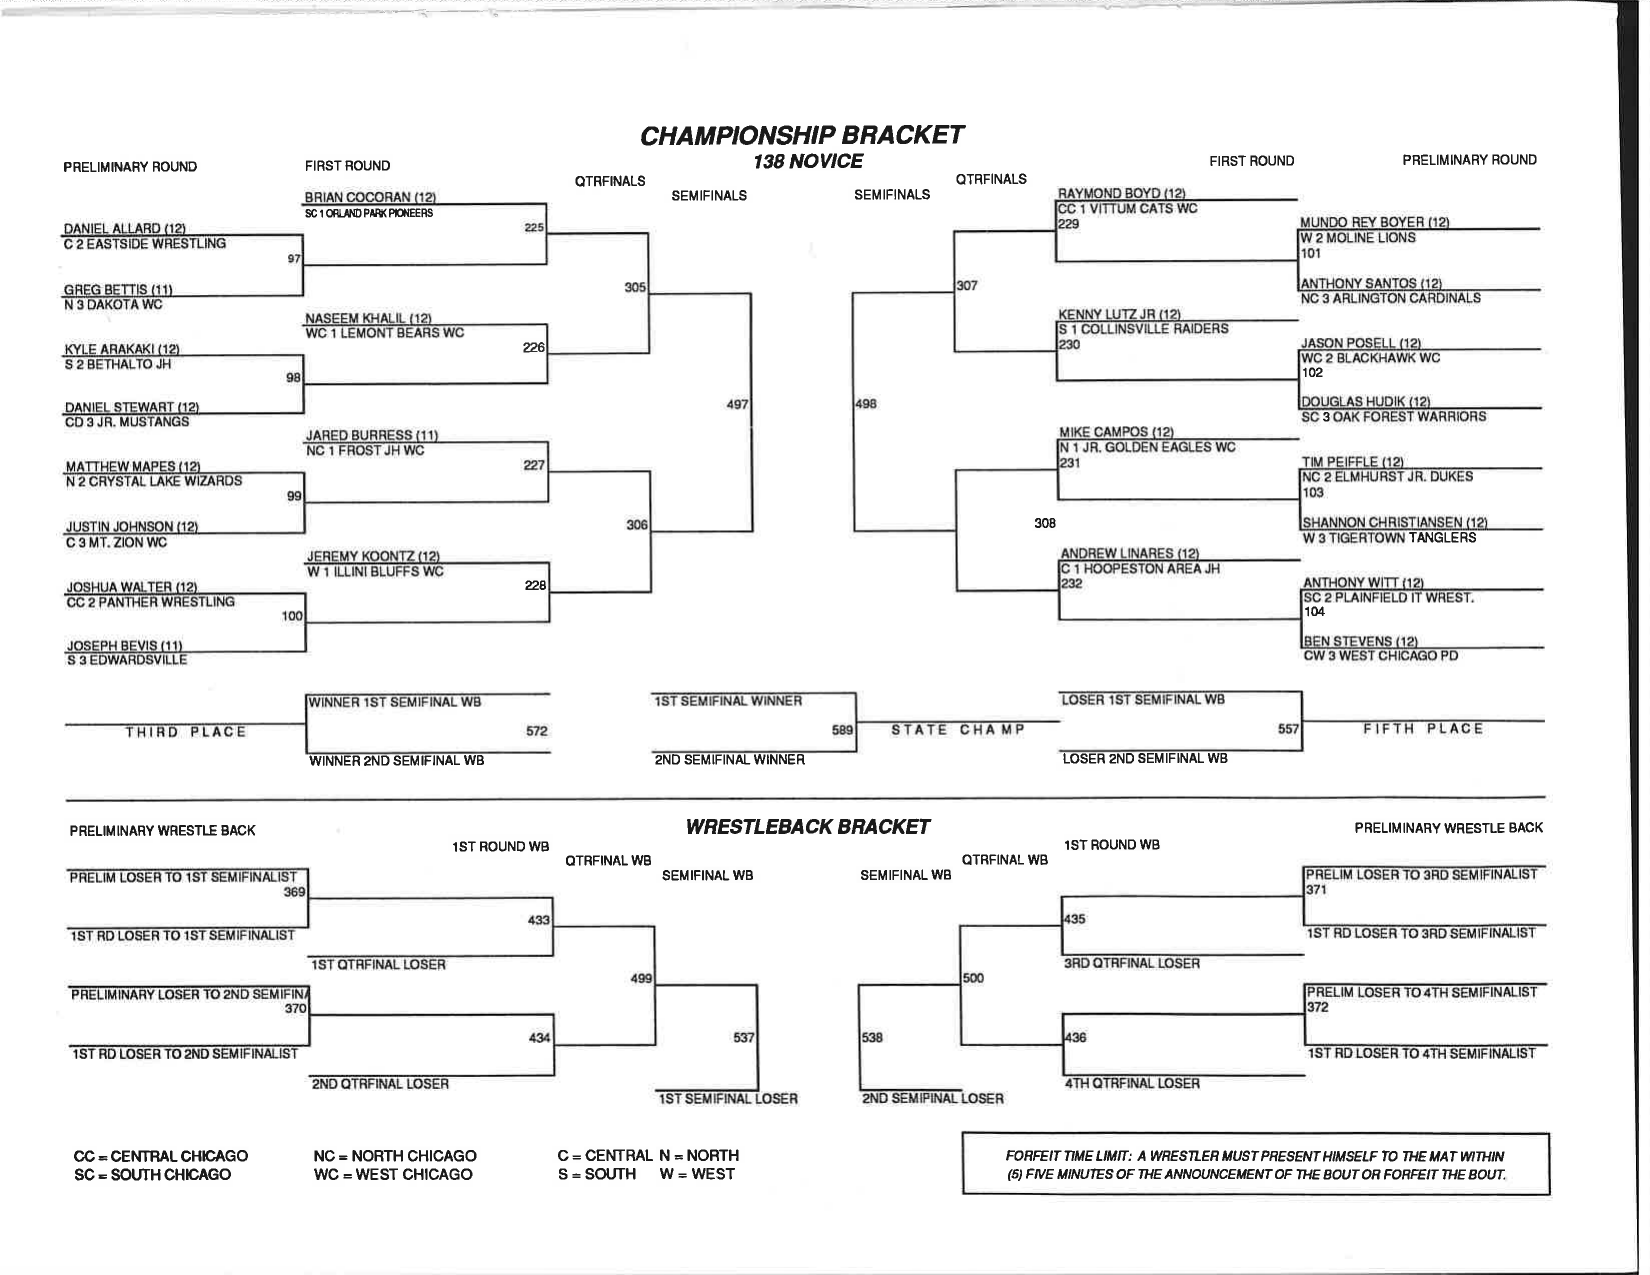 CHAMPIONSHIP BRACKET
138 NOVICE
PRELIMINARY ROUND
FIRST ROUND
QTRFINALS
SEMIFINALS
SEMIFINALS
QTRFINALS
FIRST ROUND
PRELIMINARY ROUND
BRIAN COCORAN (12)
SC 1 ORLAND PARK PIONEERS
225
DANIEL ALLARD (12)
C 2 EASTSIDE WRESTLING
97
GREG BETTIS (11)
N 3 DAKOTA WC
305
NASEEM KHALIL (12)
WC 1 LEMONT BEARS WC
226
KYLE ARAKAKI (12)
S 2 BETHALTO JH
98
DANIEL STEWART (12)
CD 3 JR. MUSTANGS
497
JARED BURRESS (11)
NC 1 FROST JH WC
227
MATTHEW MAPES (12)
N 2 CRYSTAL LAKE WIZARDS
99
JUSTIN JOHNSON (12)
C 3 MT. ZION WC
306
JEREMY KOONTZ (12)
W 1 ILLINI BLUFFS WC
228
JOSHUA WALTER (12)
CC 2 PANTHER WRESTLING
100
JOSEPH BEVIS (11)
S 3 EDWARDSVILLE
RAYMOND BOYD (12)
CC 1 VITTUM CATS WC
229
MUNDO REY BOYER (12)
W 2 MOLINE LIONS
101
ANTHONY SANTOS (12)
NC 3 ARLINGTON CARDINALS
307
KENNY LUTZ JR (12)
S 1 COLLINSVILLE RAIDERS
230
JASON POSELL (12)
WC 2 BLACKHAWK WC
102
DOUGLAS HUDIK (12)
SC 3 OAK FOREST WARRIORS
498
MIKE CAMPOS (12)
N 1 JR. GOLDEN EAGLES WC
231
TIM PEIFFLE (12)
NC 2 ELMHURST JR. DUKES
103
SHANNON CHRISTIANSEN (12)
W 3 TIGERTOWN TANGLERS
308
ANDREW LINARES (12)
C 1 HOOPESTON AREA JH
232
ANTHONY WITT (12)
SC 2 PLAINFIELD IT WREST.
104
BEN STEVENS (12)
CW 3 WEST CHICAGO PD
WINNER 1ST SEMIFINAL WB
THIRD PLACE
572
WINNER 2ND SEMIFINAL WB
1ST SEMIFINAL WINNER
589
STATE CHAMP
2ND SEMIFINAL WINNER
LOSER 1ST SEMIFINAL WB
557
FIFTH PLACE
LOSER 2ND SEMIFINAL WB
WRESTLEBACK BRACKET
PRELIMINARY WRESTLE BACK
1ST ROUND WB
QTRFINAL WB
SEMIFINAL WB
SEMIFINAL WB
QTRFINAL WB
1ST ROUND WB
PRELIMINARY WRESTLE BACK
PRELIM LOSER TO 1ST SEMIFINALIST
369
1ST RD LOSER TO 1ST SEMIFINALIST
433
1ST QTRFINAL LOSER
499
PRELIMINARY LOSER TO 2ND SEMIFINA
370
1ST RD LOSER TO 2ND SEMIFINALIST
434
2ND QTRFINAL LOSER
537
1ST SEMIFINAL LOSER
PRELIM LOSER TO 3RD SEMIFINALIST
371
1ST RD LOSER TO 3RD SEMIFINALIST
435
3RD QTRFINAL LOSER
500
PRELIM LOSER TO 4TH SEMIFINALIST
372
1ST RD LOSER TO 4TH SEMIFINALIST
436
4TH QTRFINAL LOSER
538
2ND SEMIFINAL LOSER
CC = CENTRAL CHICAGO
NC = NORTH CHICAGO
C = CENTRAL N = NORTH
SC = SOUTH CHICAGO
WC = WEST CHICAGO
S = SOUTH W = WEST
FORFEIT TIME LIMIT: A WRESTLER MUST PRESENT HIMSELF TO THE MAT WITHIN
(5) FIVE MINUTES OF THE ANNOUNCEMENT OF THE BOUT OR FORFEIT THE BOUT.